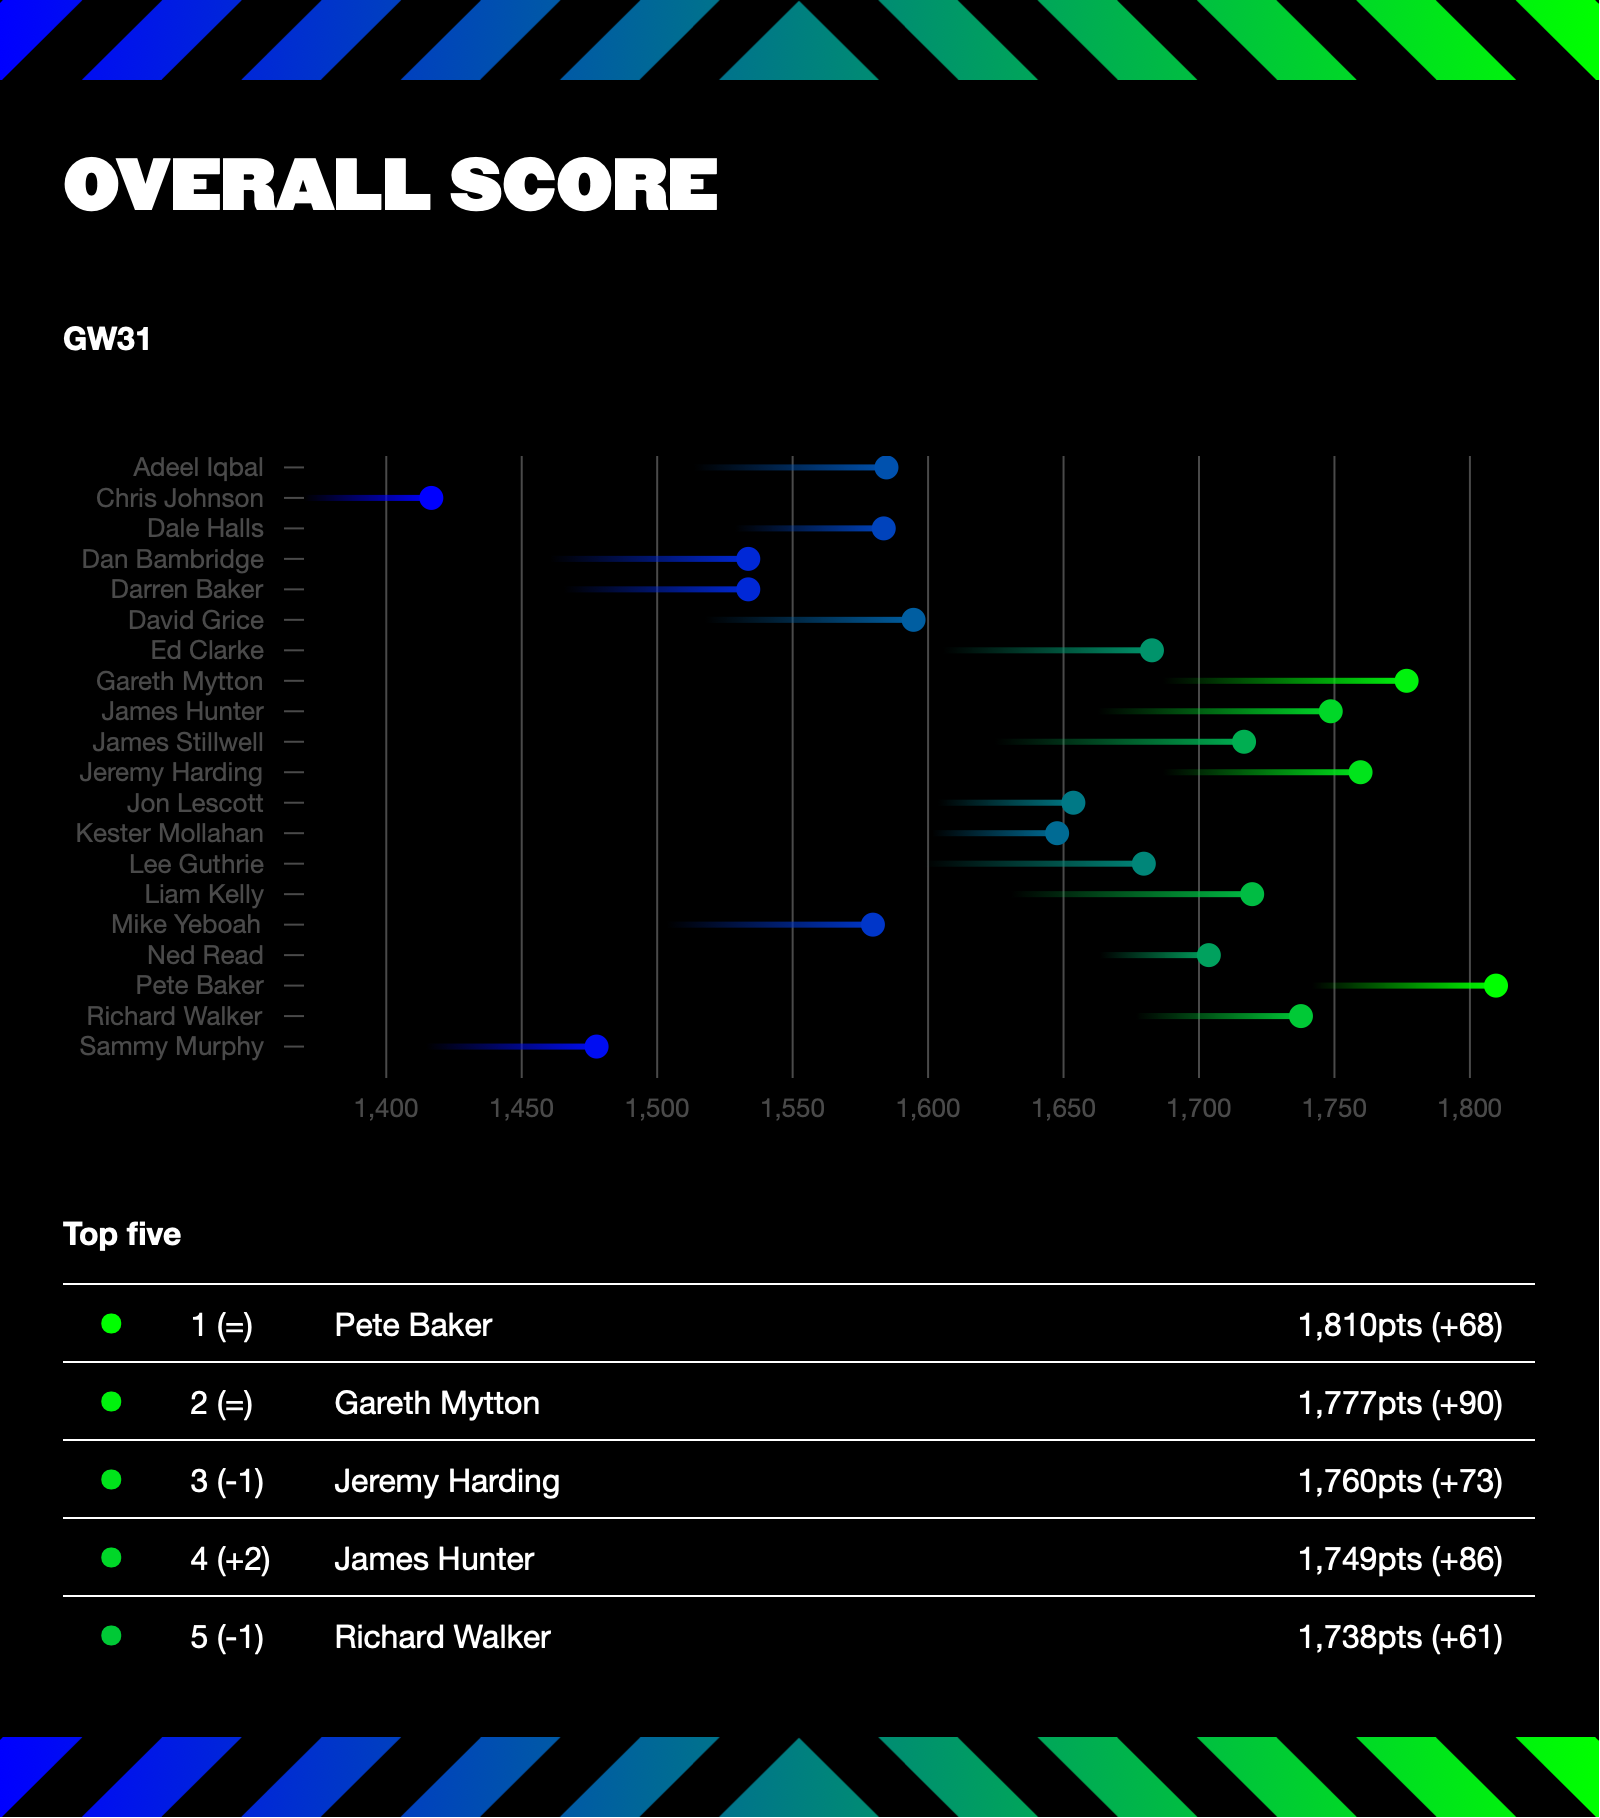 OVERALL SCORE
GW31
Adeel Iqbal
Chris Johnson
Dale Halls
Dan Bambridge
Darren Baker
David Grice
Ed Clarke
Gareth Mytton
James Hunter
James Stillwell
Jeremy Harding
Jon Lescott
Kester Mollahan
Lee Guthrie
Liam Kelly
Mike Yeboah
Ned Read
Pete Baker
Richard Walker
Sammy Murphy
1,400 1,450 1,500 1,550 1,600 1,650 1,700 1,750 1,800
Top five
1 (=) Pete Baker 1,810pts (+68)
2 (=) Gareth Mytton 1,777pts (+90)
3 (-1) Jeremy Harding 1,760pts (+73)
4 (+2) James Hunter 1,749pts (+86)
5 (-1) Richard Walker 1,738pts (+61)